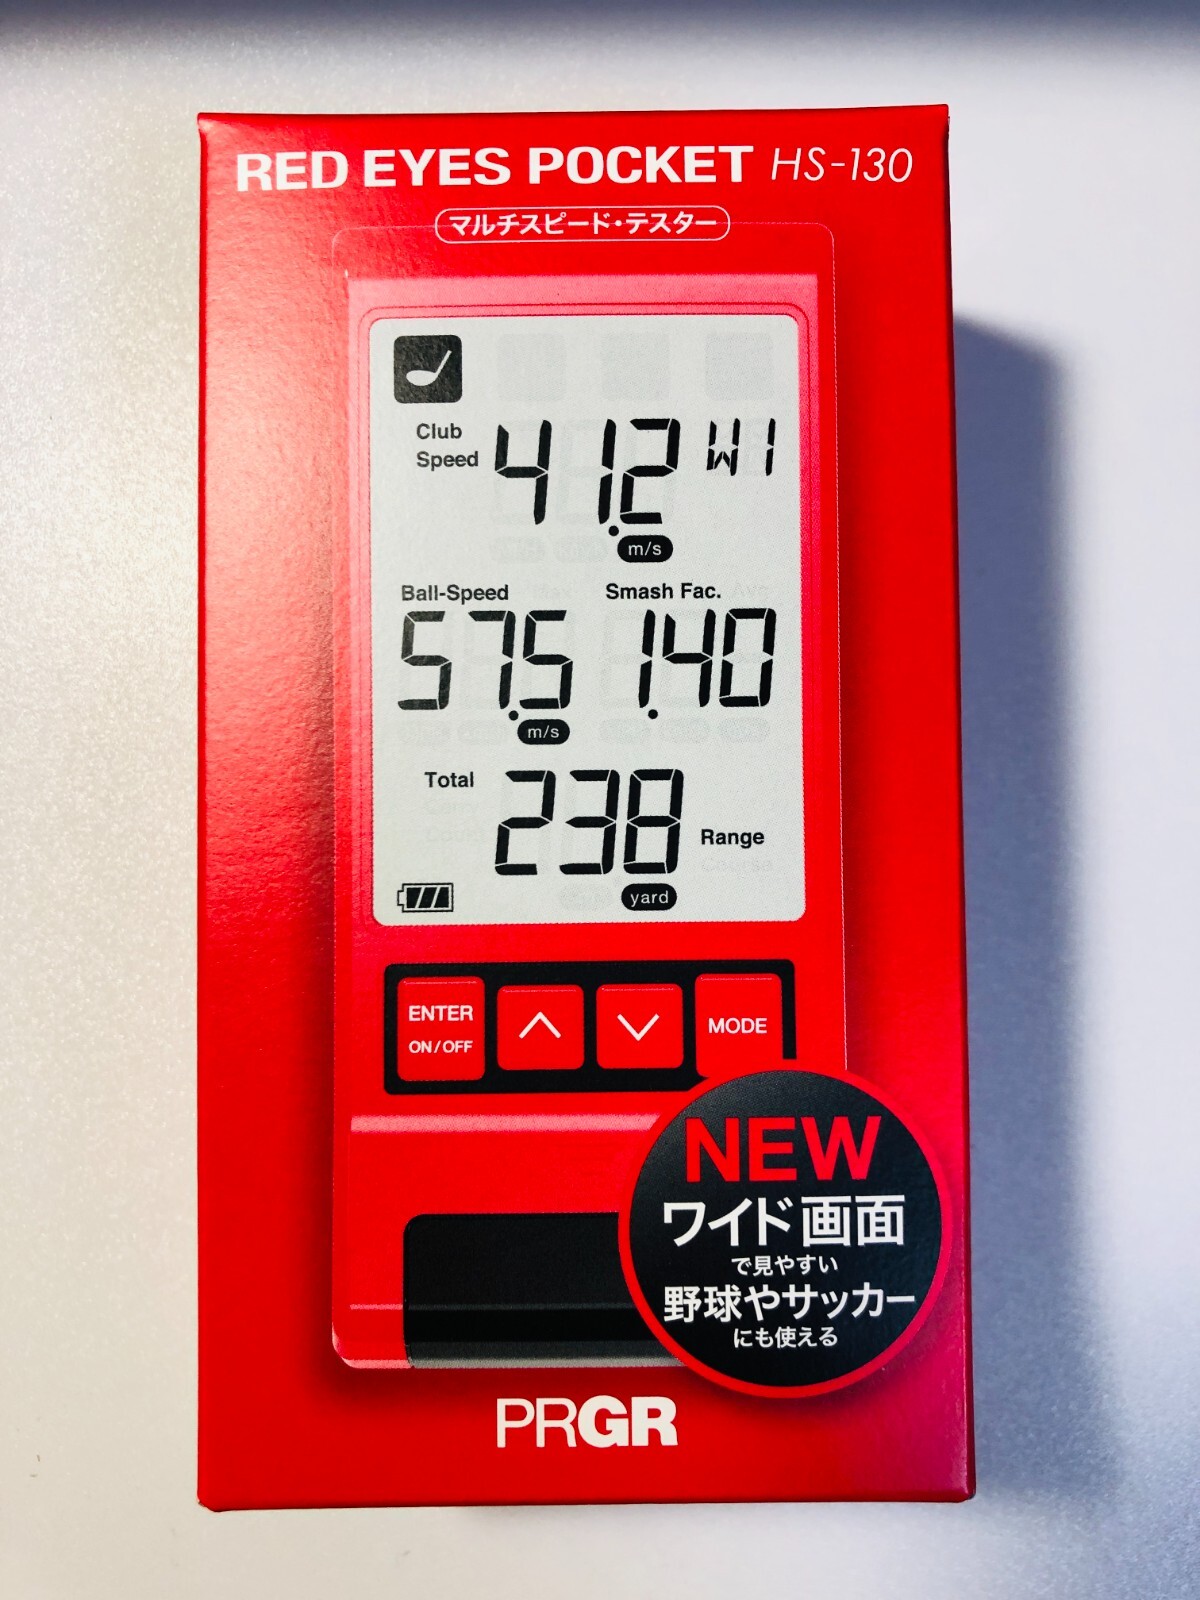 RED EYES POCKET HS-130
マルチスピード・テスター
Club
Speed 41.2 W1
m/s
Ball-Speed Smash Fac.
57.5 1.40
m/s
Total 238 Range
yard
ENTER
ON/OFF
MODE
NEW
ワイド画面
で見やすい
野球やサッカー
にも使える
PRGR